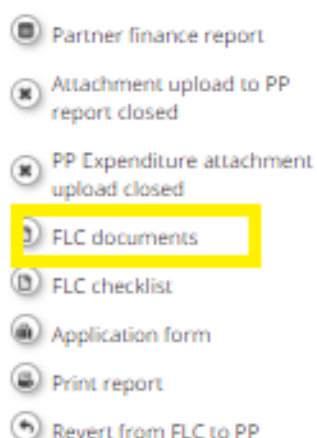 Partner finance report
Attachment upload to PP
report closed
PP Expenditure attachment
upload closed
FLC documents
FLC checklist
Application form
Print report
Revert from FLC to PP